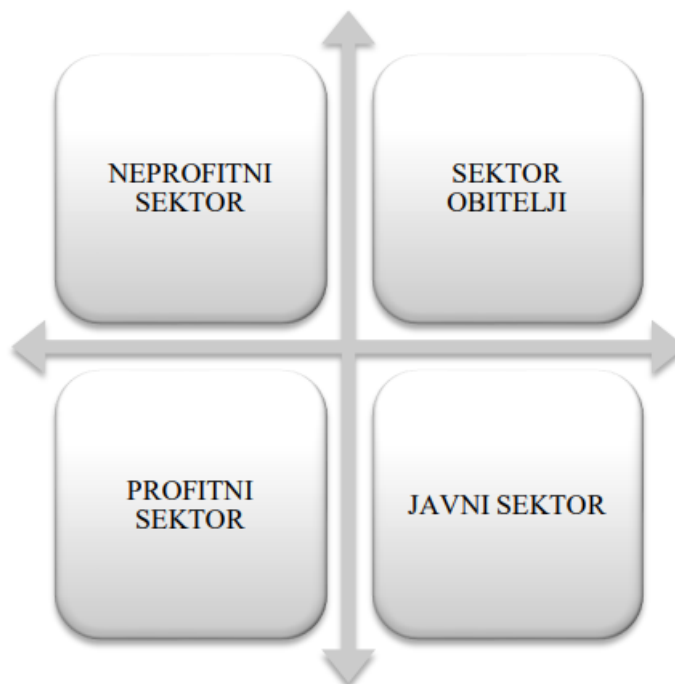 NEPROFITNI
SEKTOR
SEKTOR
OBITELJI
PROFITNI
SEKTOR
JAVNI SEKTOR